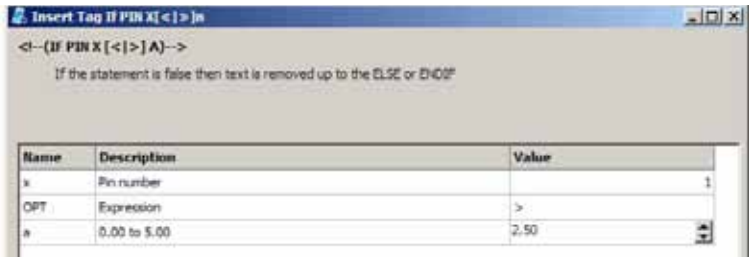 Insert Tag If PIN X[<|>]n
<!--(IF PIN X [<|>] A)-->
If the statement is false then text is removed up to the ELSE or ENDIF
Name Description Value
x Pin number 1
OPT Expression >
a 0.00 to 5.00 2.50